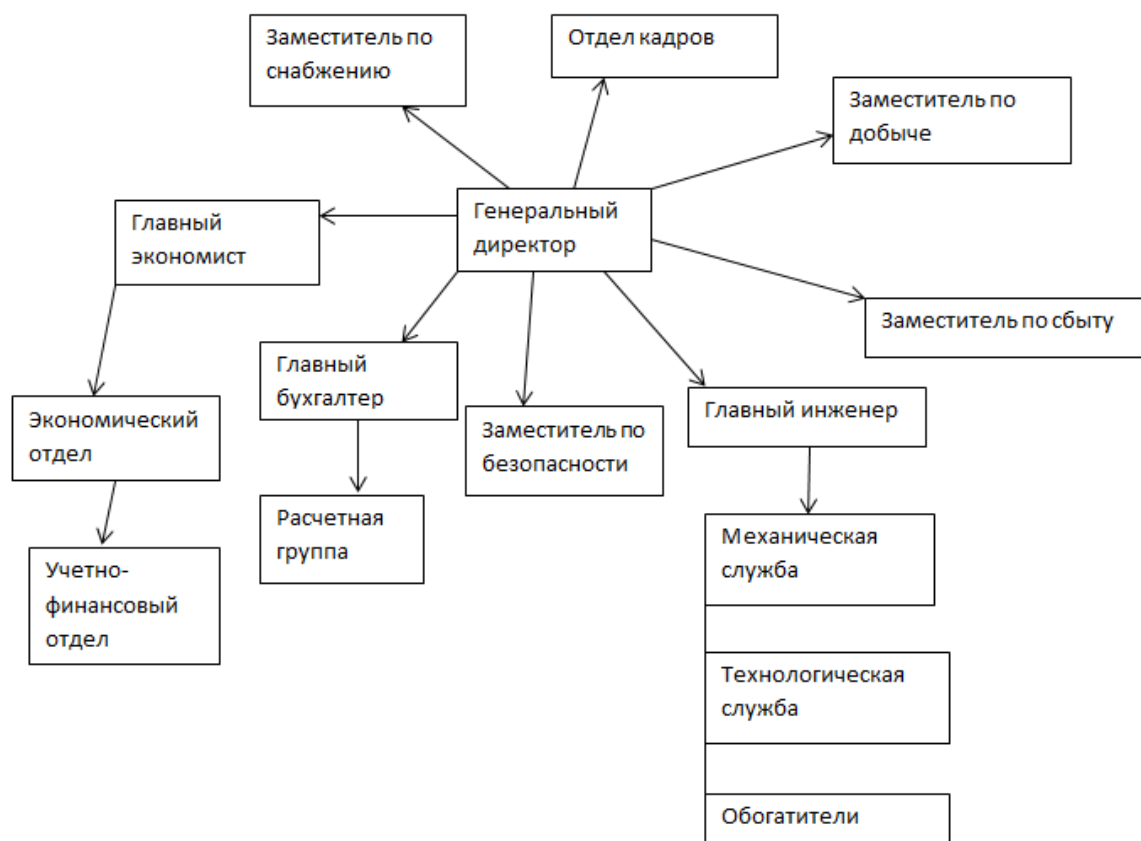 Заместитель по
снабжению
Отдел кадров
Заместитель по
добыче
Генеральный
директор
Главный
экономист
Заместитель по сбыту
Главный
бухгалтер
Главный инженер
Экономический
отдел
Заместитель по
безопасности
Расчетная
группа
Механическая
служба
Учетно-
финансовый
отдел
Технологическая
служба
Обогатители